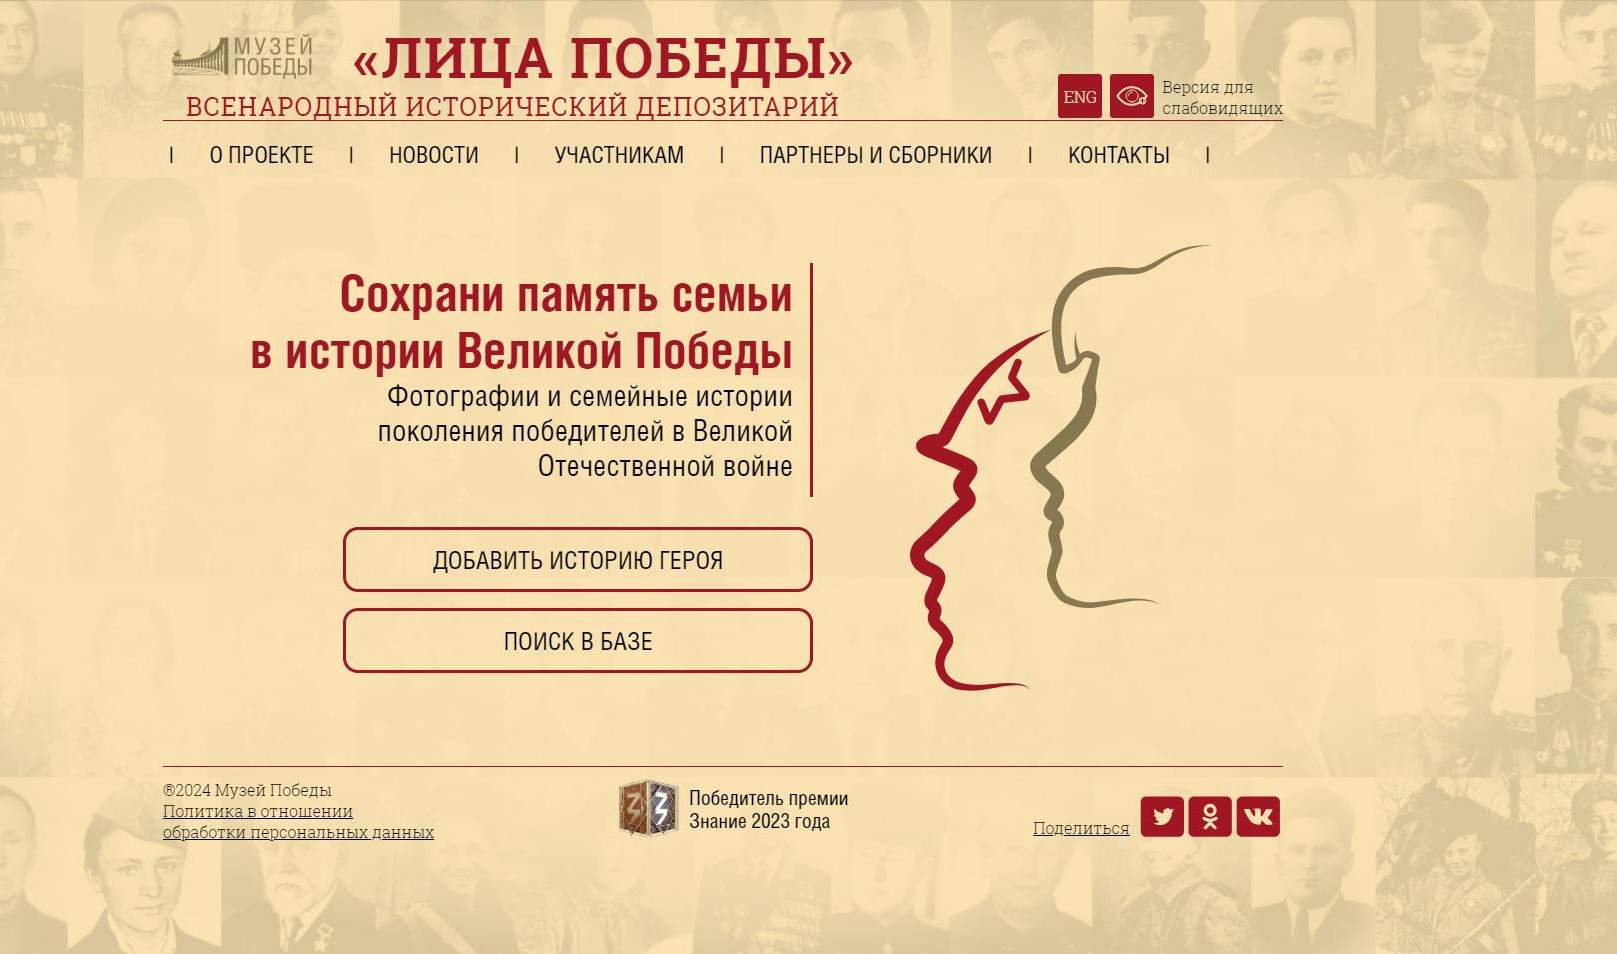 МУЗЕЙ
ПОБЕДЫ
«ЛИЦА ПОБЕДЫ»
ВСЕНАРОДНЫЙ ИСТОРИЧЕСКИЙ ДЕПОЗИТАРИЙ
ENG
Версия для
слабовидящих
О ПРОЕКТЕ | НОВОСТИ | УЧАСТНИКАМ | ПАРТНЕРЫ И СБОРНИКИ | КОНТАКТЫ
Сохрани память семьи
в истории Великой Победы
Фотографии и семейные истории
поколения победителей в Великой
Отечественной войне
ДОБАВИТЬ ИСТОРИЮ ГЕРОЯ
ПОИСК В БАЗЕ
©2024 Музей Победы
Политика в отношении
обработки персональных данных
Победитель премии
Знание 2023 года
Поделиться